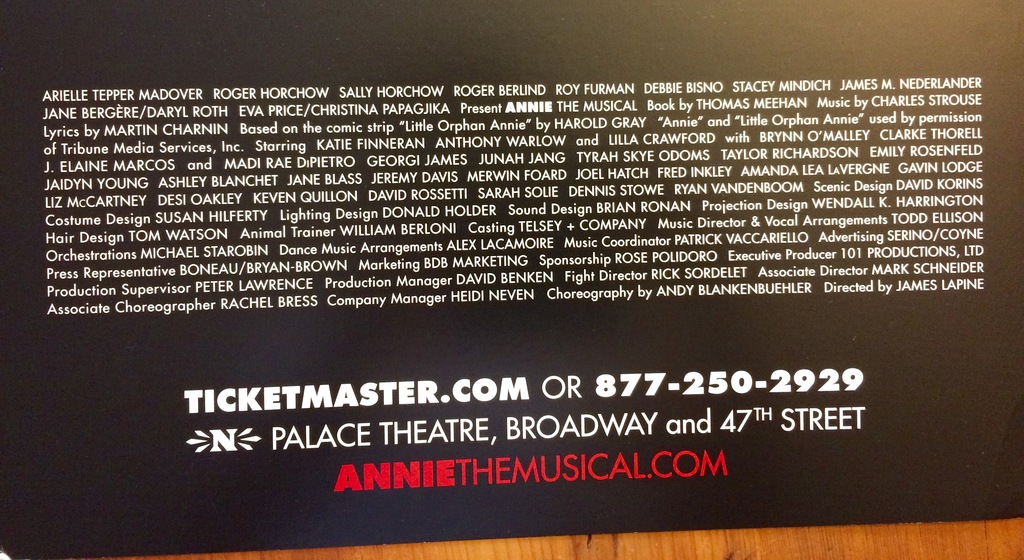 ARIELLE TEPPER MADOVER ROGER HORCHOW SALLY HORCHOW ROGER BERLIND ROY FURMAN DEBBIE BISNO STACEY MINDICH JAMES M. NEDERLANDER
JANE BERGÈRE/DARYL ROTH EVA PRICE/CHRISTINA PAPAGJIKA Present ANNIE THE MUSICAL Book by THOMAS MEEHAN Music by CHARLES STROUSE
Lyrics by MARTIN CHARNIN Based on the comic strip “Little Orphan Annie” by HAROLD GRAY “Annie” and “Little Orphan Annie” used by permission
of Tribune Media Services, Inc. Starring KATIE FINNERAN ANTHONY WARLOW and LILLA CRAWFORD with BRYNN O’MALLEY CLARKE THORELL
J. ELAINE MARCOS and MADI RAE DiPIETRO GEORGI JAMES JUNAH JANG TYRAH SKYE ODOMS TAYLOR RICHARDSON EMILY ROSENFELD
JAIDYN YOUNG ASHLEY BLANCHET JANE BLASS JEREMY DAVIS MERWIN FOARD JOEL HATCH FRED INKLEY AMANDA LEA LaVERGNE GAVIN LODGE
LIZ McCARTNEY DESI OAKLEY KEVEN QUILLON DAVID ROSSETTI SARAH SOLIE DENNIS STOWE RYAN VANDENBOOM Scenic Design DAVID KORINS
Costume Design SUSAN HILFERTY Lighting Design DONALD HOLDER Sound Design BRIAN RONAN Projection Design WENDALL K. HARRINGTON
Hair Design TOM WATSON Animal Trainer WILLIAM BERLONI Casting TELSEY + COMPANY Music Director & Vocal Arrangements TODD ELLISON
Orchestrations MICHAEL STAROBIN Dance Music Arrangements ALEX LACAMOIRE Music Coordinator PATRICK VACCARIELLO Advertising SERINO/COYNE
Press Representative BONEAU/BRYAN-BROWN Marketing BDB MARKETING Sponsorship ROSE POLIDORO Executive Producer 101 PRODUCTIONS, LTD
Production Supervisor PETER LAWRENCE Production Manager DAVID BENKEN Fight Director RICK SORDELET Associate Director MARK SCHNEIDER
Associate Choreographer RACHEL BRESS Company Manager HEIDI NEVEN Choreography by ANDY BLANKENBUEHLER Directed by JAMES LAPINE
TICKETMASTER.COM OR 877-250-2929
N PALACE THEATRE, BROADWAY and 47TH STREET
ANNIETHEMUSICAL.COM